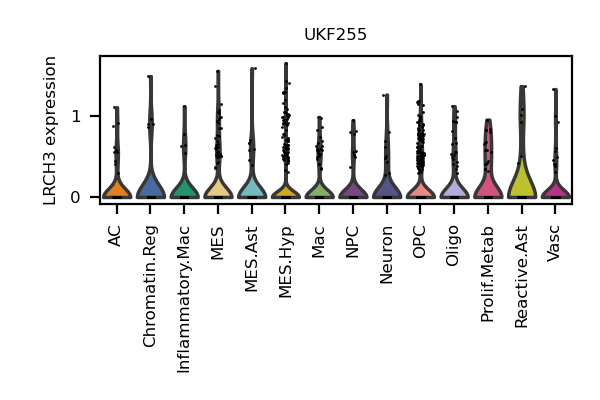 UKF255
LRCH3 expression
1
0
AC
Chromatin.Reg
Inflammatory.Mac
MES
MES.Ast
MES.Hyp
Mac
NPC
Neuron
OPC
Oligo
Prolif.Metab
Reactive.Ast
Vasc